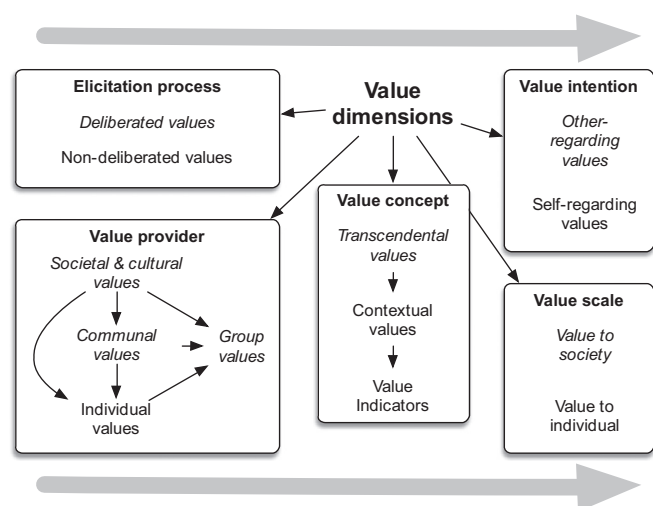 Elicitation process
Deliberated values
Non-deliberated values
Value
dimensions
Value intention
Other-
regarding
values
Self-regarding
values
Value provider
Societal & cultural
values
Communal
values
Group
values
Individual
values
Value concept
Transcendental
values
Contextual
values
Value
Indicators
Value scale
Value to
society
Value to
individual